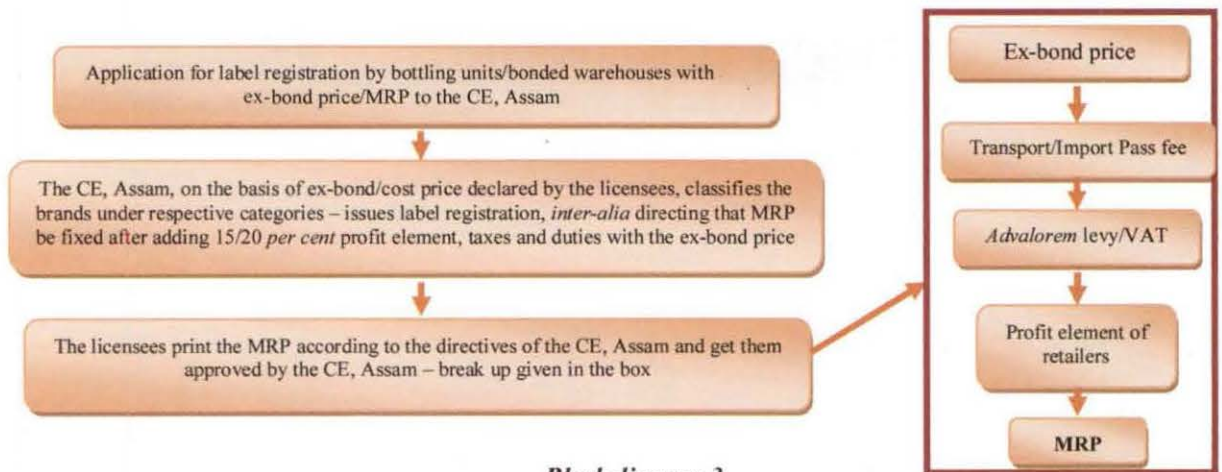 Application for label registration by bottling units/bonded warehouses with
ex-bond price/MRP to the CE, Assam
The CE, Assam, on the basis of ex-bond/cost price declared by the licensees, classifies the
brands under respective categories – issues label registration, inter-alia directing that MRP
be fixed after adding 15/20 per cent profit element, taxes and duties with the ex-bond price
The licensees print the MRP according to the directives of the CE, Assam and get them
approved by the CE, Assam – break up given in the box
Ex-bond price
Transport/Import Pass fee
Advalorem levy/VAT
Profit element of
retailers
MRP